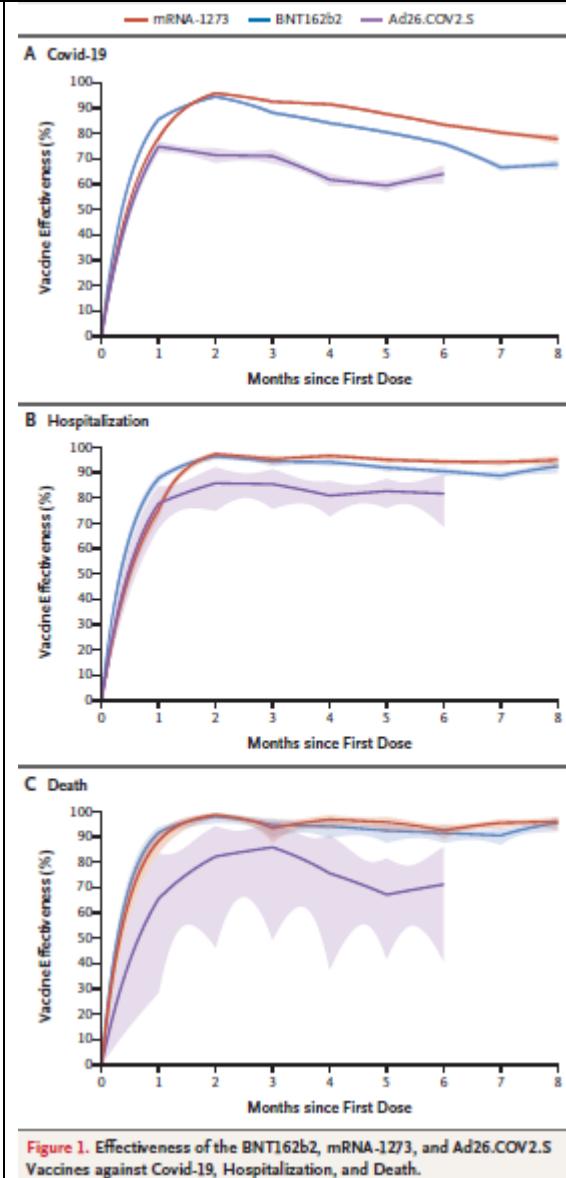 mRNA-1273 BNT162b2 Ad26.COV2.S
A Covid-19
Vaccine Effectiveness (%)
100
90
80
70
60
50
40
30
20
10
0
0 1 2 3 4 5 6 7 8
Months since First Dose
B Hospitalization
Vaccine Effectiveness (%)
100
90
80
70
60
50
40
30
20
10
0
0 1 2 3 4 5 6 7 8
Months since First Dose
C Death
Vaccine Effectiveness (%)
100
90
80
70
60
50
40
30
20
10
0
0 1 2 3 4 5 6 7 8
Months since First Dose
Figure 1. Effectiveness of the BNT162b2, mRNA-1273, and Ad26.COV2.S
Vaccines against Covid-19, Hospitalization, and Death.